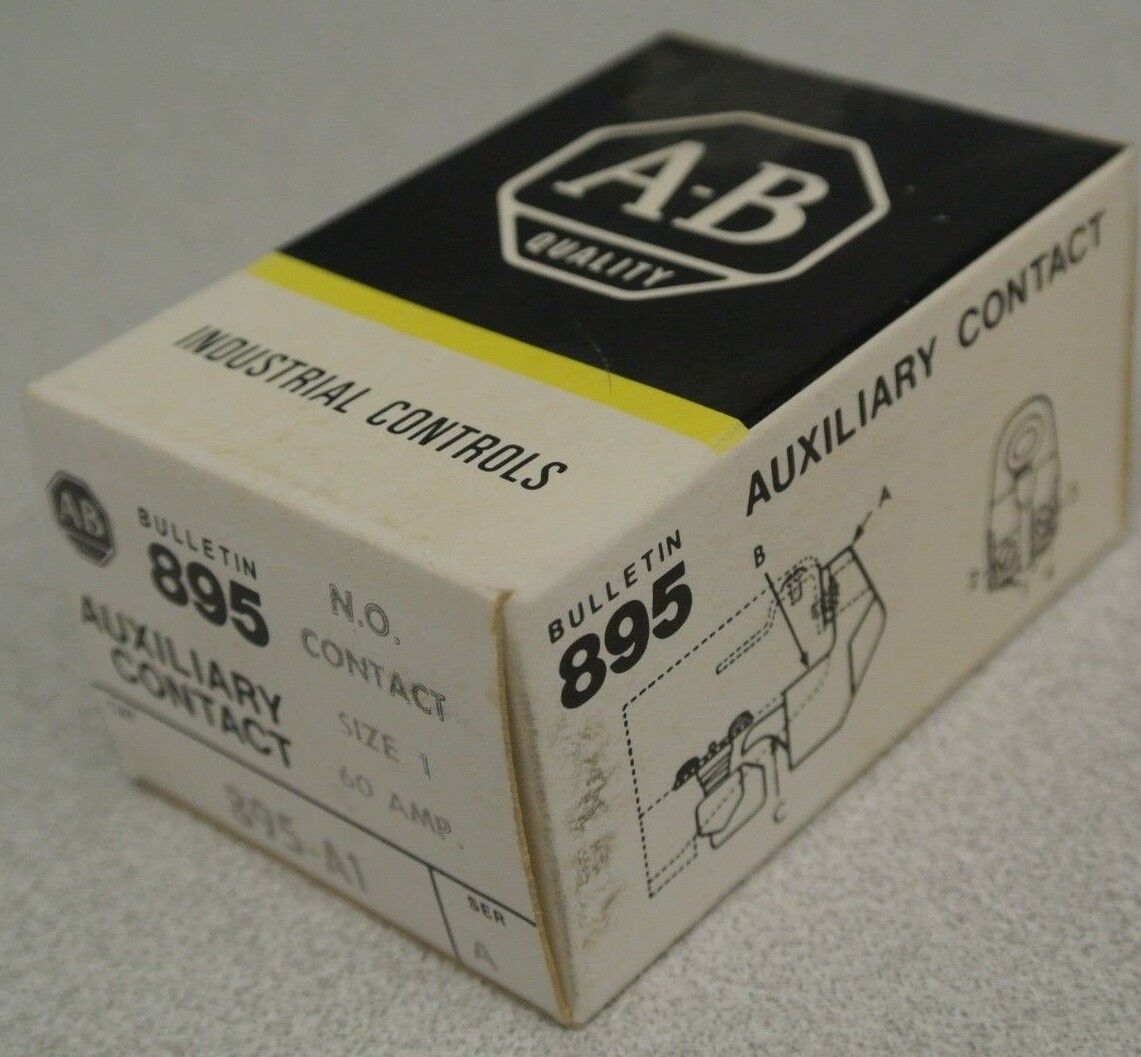 A-B
QUALITY
INDUSTRIAL CONTROLS
AB
BULLETIN
895
AUXILIARY
CONTACT
N.O.
CONTACT
SIZE 1
60 AMP.
895-A1
SER
A
BULLETIN
895
AUXILIARY CONTACT
A
B
C